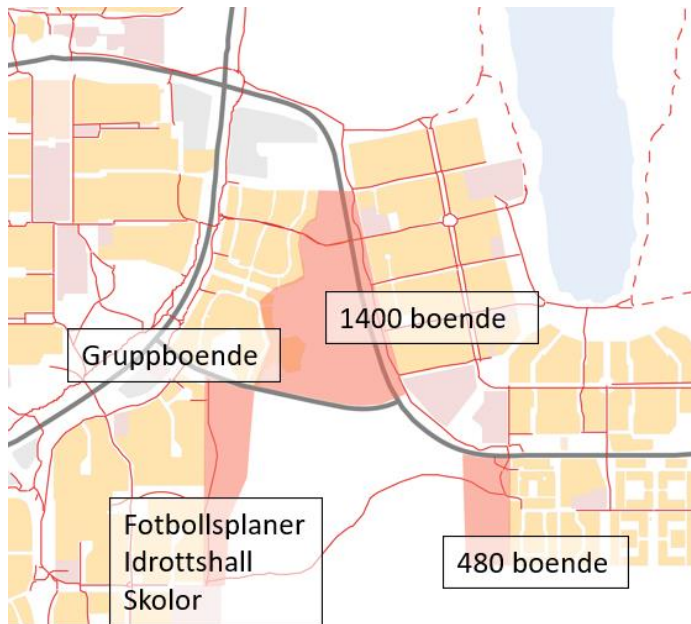 1400 boende
Gruppboende
Fotbollsplaner
Idrottshall
Skolor
480 boende